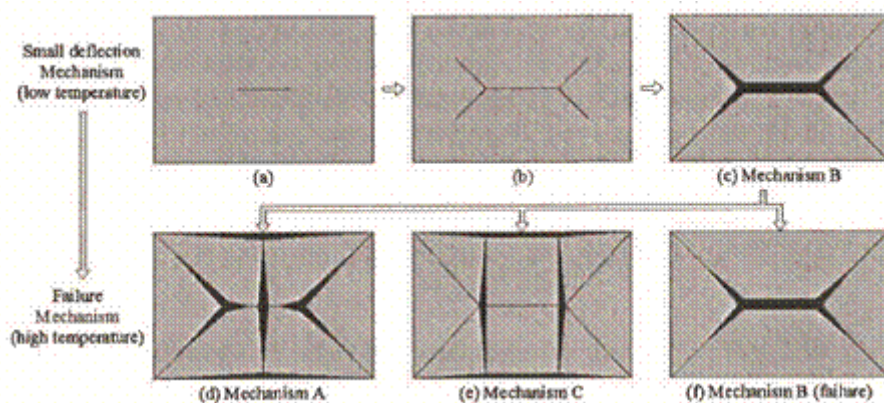 Small deflection
Mechanism
(low temperature)
(a)
(b)
(c) Mechanism B
Failure
Mechanism
(high temperature)
(d) Mechanism A
(e) Mechanism C
(f) Mechanism B (failure)